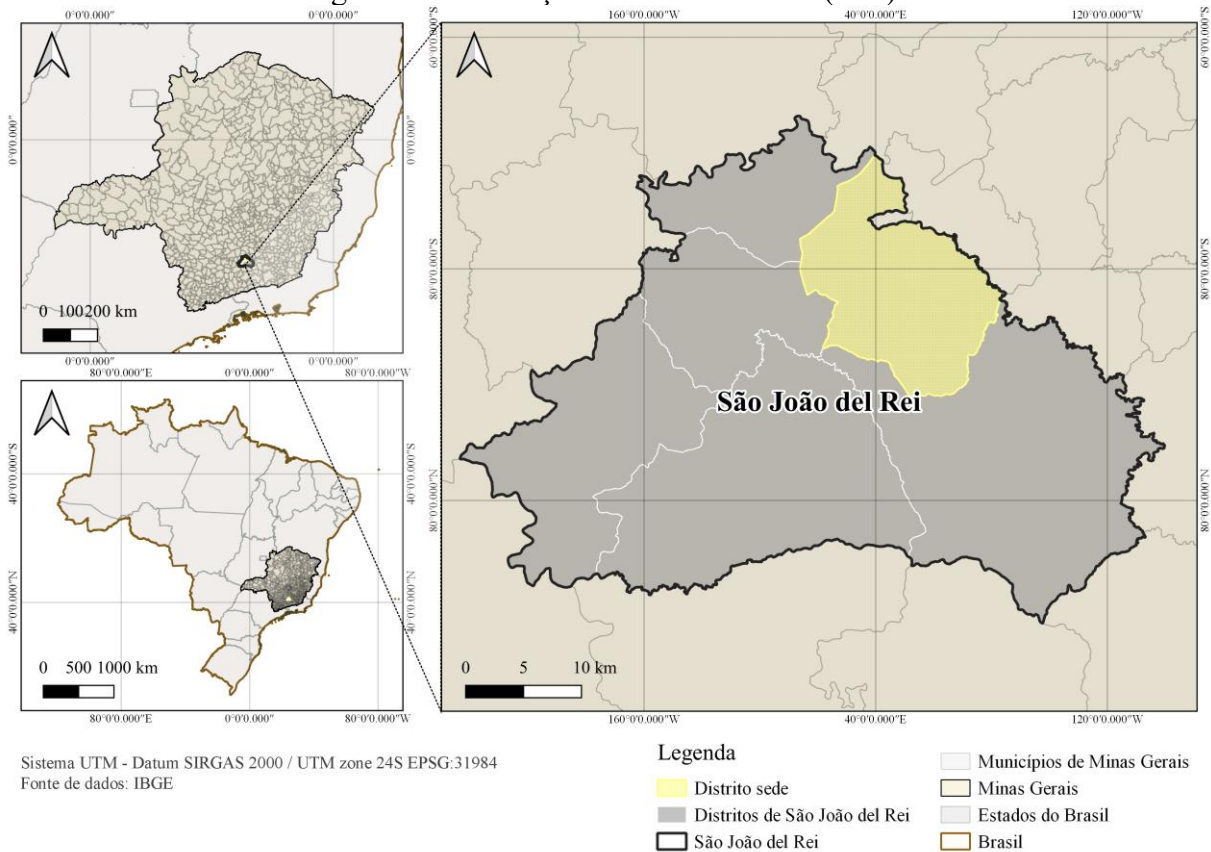 0°0'0.000" 0°0'0.000"
0°0'0.000"
0 100200 km
0°0'0.000" 0°0'0.000"
80°0'0.000"E 0°0'0.000" 80°0'0.000"W
40°0'0.000"S
40°0'0.000"N
0 500 1000 km
80°0'0.000"E 0°0'0.000" 80°0'0.000"W
160°0'0.000"W 40°0'0.000"E 120°0'0.000"W
80°0'0.000"S
80°0'0.000"N
São João del Rei
0 5 10 km
160°0'0.000"W 40°0'0.000"E 120°0'0.000"W
Sistema UTM - Datum SIRGAS 2000 / UTM zone 24S EPSG:31984
Fonte de dados: IBGE
Legenda
Distrito sede
Distritos de São João del Rei
São João del Rei
Municípios de Minas Gerais
Minas Gerais
Estados do Brasil
Brasil